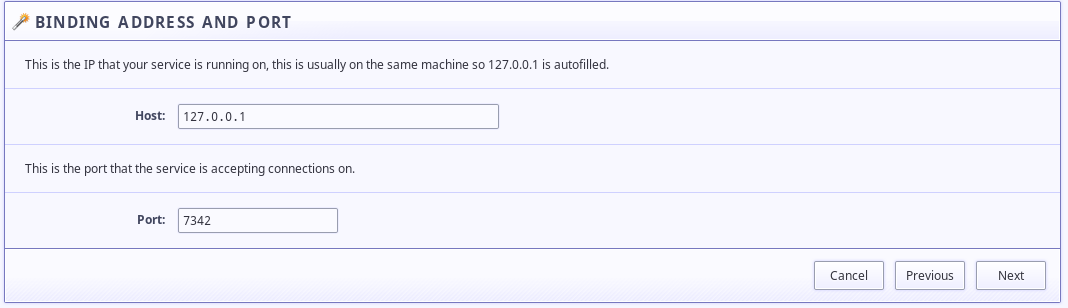 BINDING ADDRESS AND PORT
This is the IP that your service is running on, this is usually on the same machine so 127.0.0.1 is autofilled.
Host: 127.0.0.1
This is the port that the service is accepting connections on.
Port: 7342
Cancel Previous Next